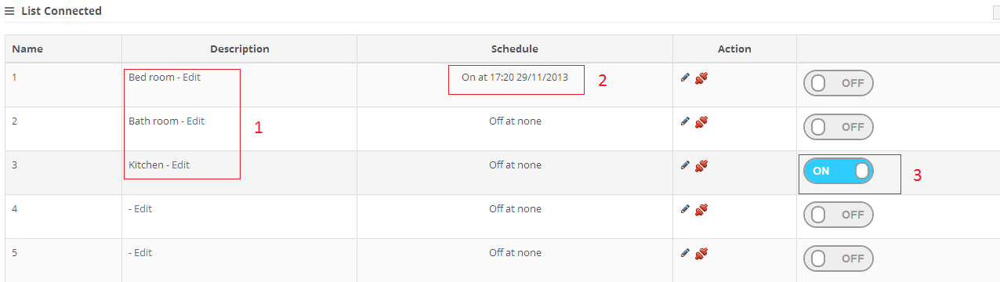 List Connected
Name Description Schedule Action
1 Bed room - Edit On at 17:20 29/11/2013 2 OFF
2 Bath room - Edit 1 Off at none OFF
3 Kitchen - Edit Off at none ON 3
4 - Edit Off at none OFF
5 - Edit Off at none OFF